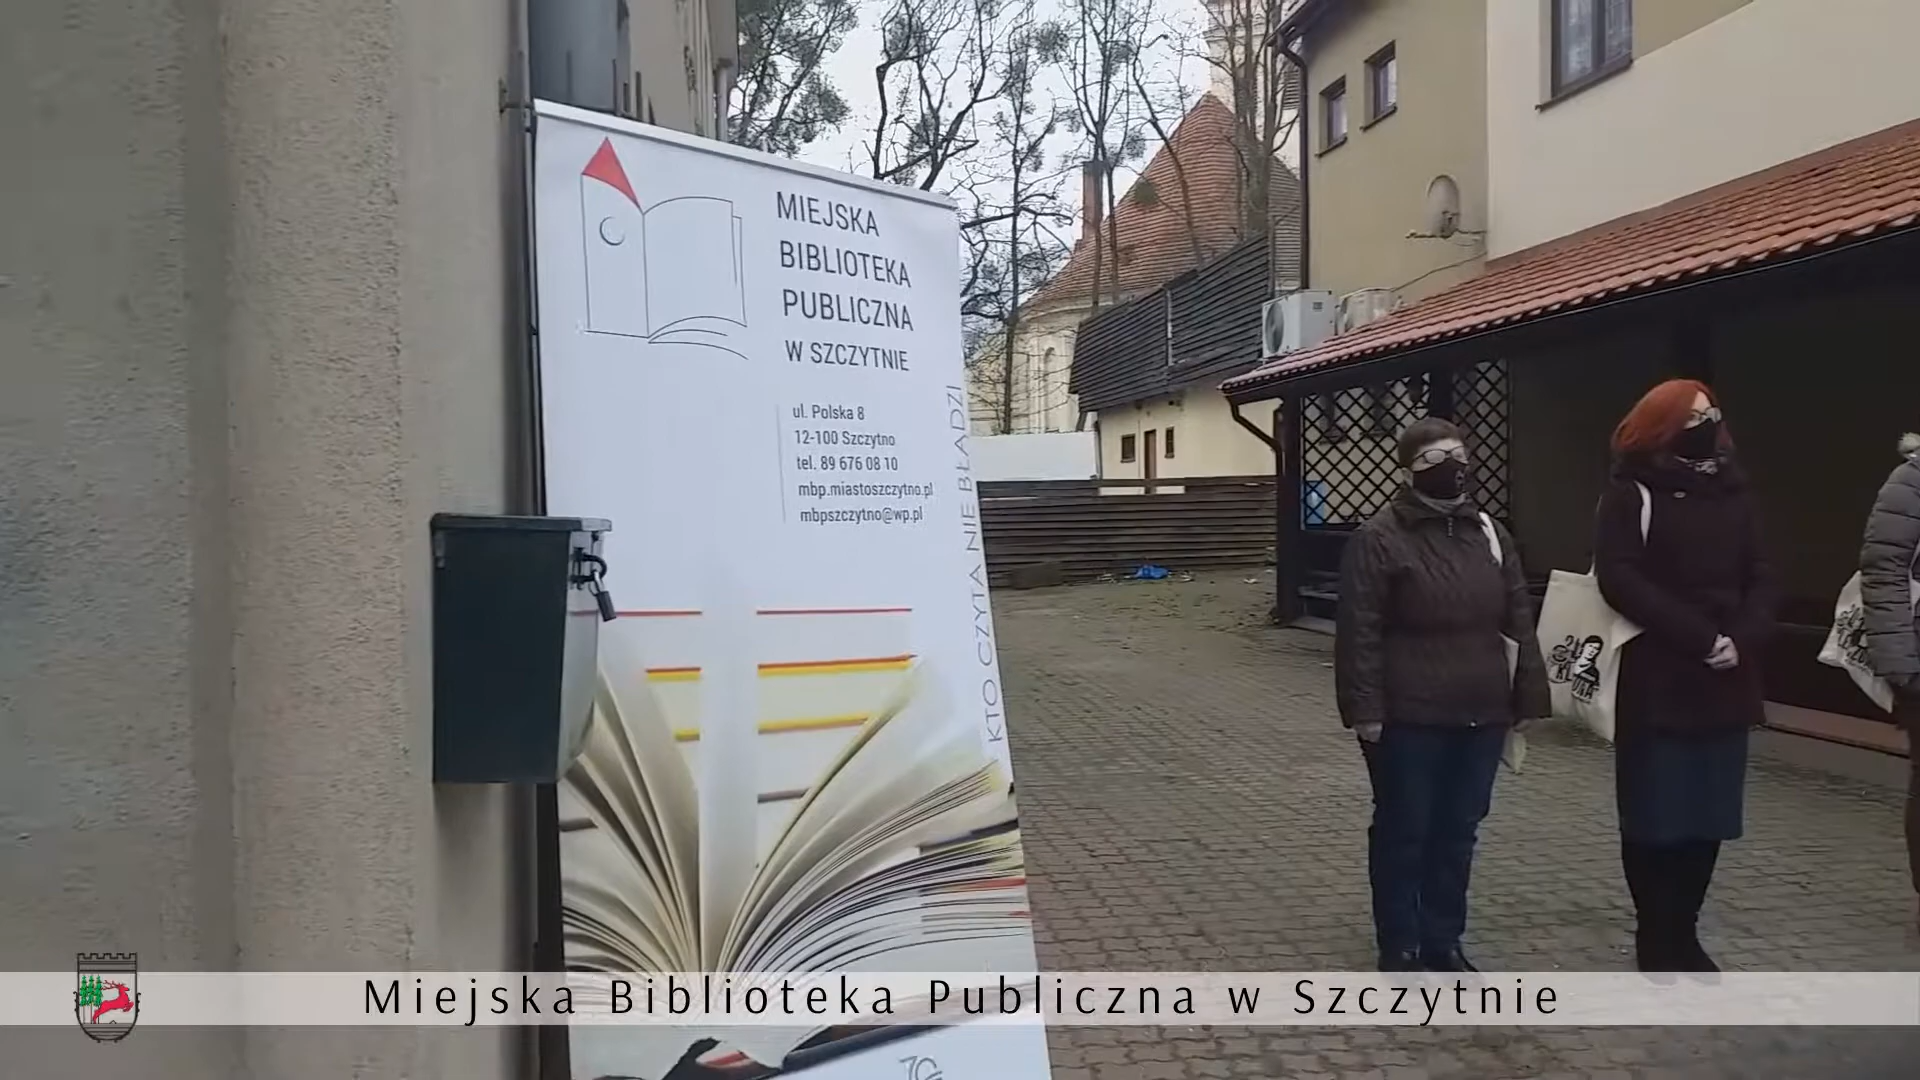 MIEJSKA
BIBLIOTEKA
PUBLICZNA
W SZCZYTNIE
ul. Polska 8
12-100 Szczytno
tel. 89 676 08 10
mbp.miastoszczytno.pl
mbpszczytno@wp.pl
KTO CZYTA NIE BŁĄDZI
70
Miejska Biblioteka Publiczna w Szczytnie